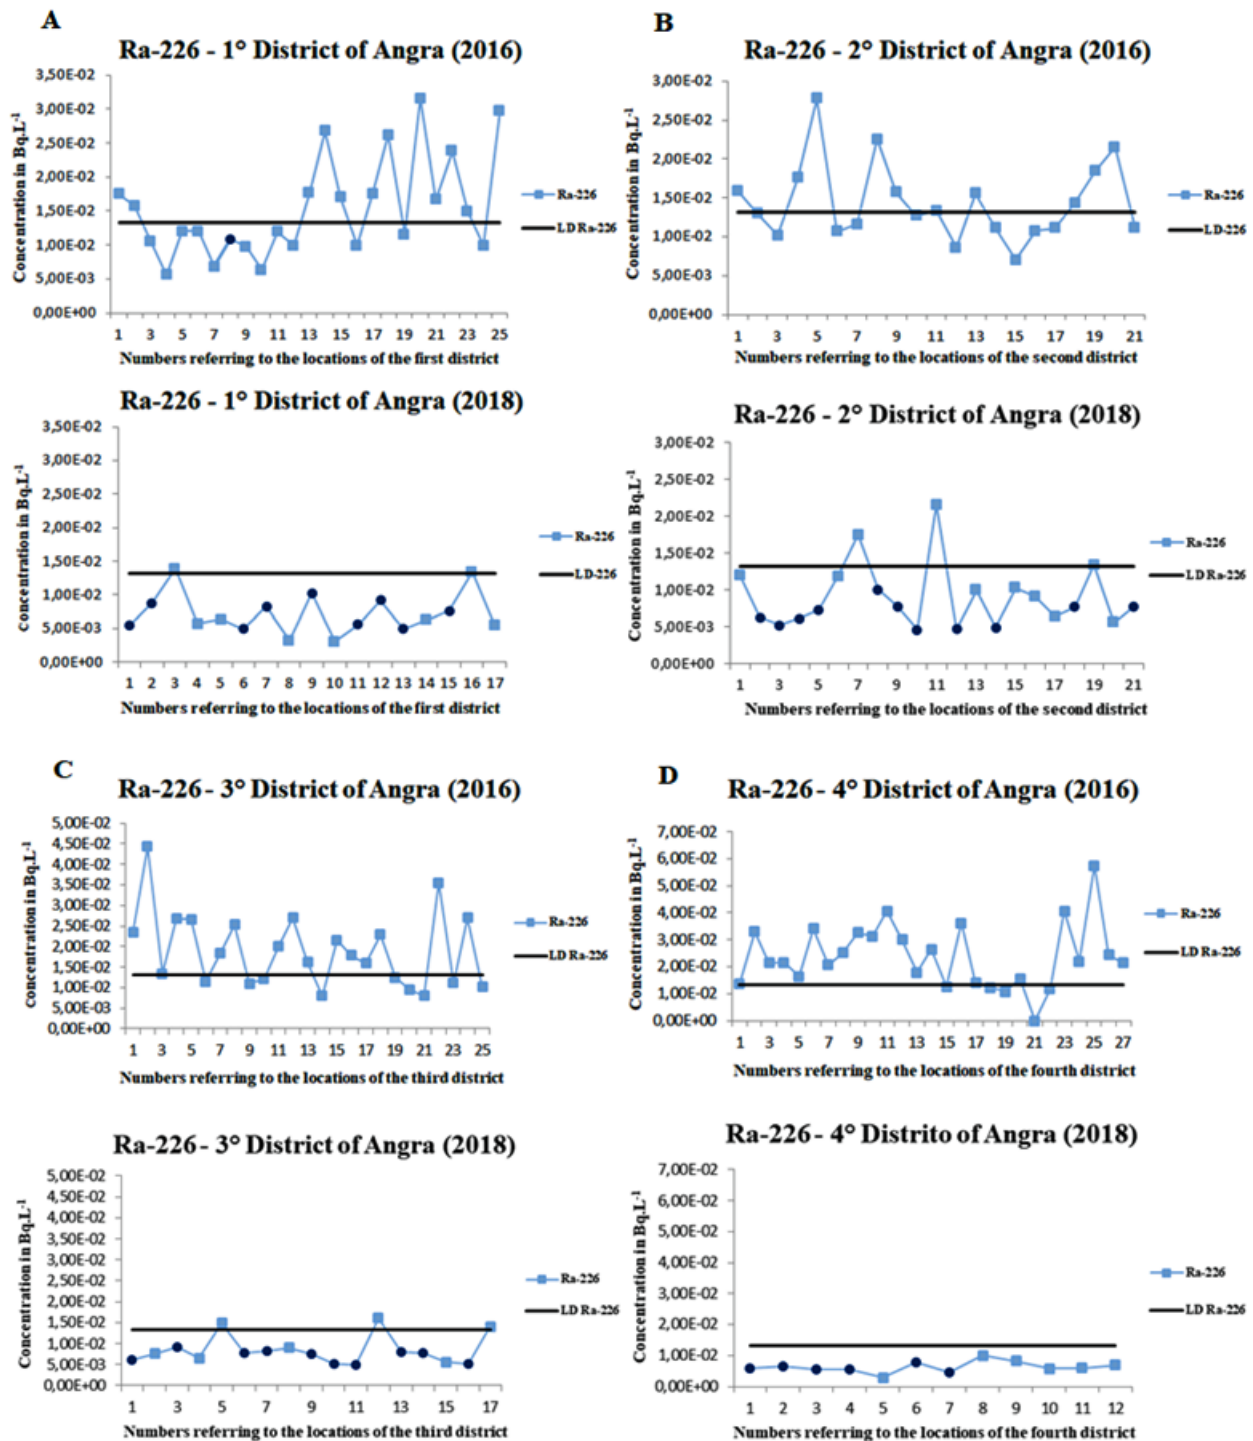 A
Ra-226 - 1° District of Angra (2016)
3,50E-02
3,00E-02
2,50E-02
2,00E-02
1,50E-02
1,00E-02
5,00E-03
0,00E+00
Concentration in Bq.L-1
1 3 5 7 9 11 13 15 17 19 21 23 25
Numbers referring to the locations of the first district
Ra-226
LD Ra-226
B
Ra-226 - 2° District of Angra (2016)
3,00E-02
2,50E-02
2,00E-02
1,50E-02
1,00E-02
5,00E-03
0,00E+00
Concentration in Bq.L-1
1 3 5 7 9 11 13 15 17 19 21
Numbers referring to the locations of the second district
Ra-226
LD-226
Ra-226 - 1° District of Angra (2018)
3,50E-02
3,00E-02
2,50E-02
2,00E-02
1,50E-02
1,00E-02
5,00E-03
0,00E+00
Concentration in Bq.L-1
1 2 3 4 5 6 7 8 9 10 11 12 13 14 15 16 17
Numbers referring to the locations of the first district
Ra-226
LD-226
Ra-226 - 2° District of Angra (2018)
3,00E-02
2,50E-02
2,00E-02
1,50E-02
1,00E-02
5,00E-03
0,00E+00
Concentration in Bq.L-1
1 3 5 7 9 11 13 15 17 19 21
Numbers referring to the locations of the second district
Ra-226
LD Ra-226
C
Ra-226 - 3° District of Angra (2016)
5,00E-02
4,50E-02
4,00E-02
3,50E-02
3,00E-02
2,50E-02
2,00E-02
1,50E-02
1,00E-02
5,00E-03
0,00E+00
Concentration in Bq.L-1
1 3 5 7 9 11 13 15 17 19 21 23 25
Numbers referring to the locations of the third district
Ra-226
LD Ra-226
D
Ra-226 - 4° District of Angra (2016)
7,00E-02
6,00E-02
5,00E-02
4,00E-02
3,00E-02
2,00E-02
1,00E-02
0,00E+00
Concentration in Bq.L-1
1 3 5 7 9 11 13 15 17 19 21 23 25 27
Numbers referring to the locations of the fourth district
Ra-226
LD Ra-226
Ra-226 - 3° District of Angra (2018)
5,00E-02
4,50E-02
4,00E-02
3,50E-02
3,00E-02
2,50E-02
2,00E-02
1,50E-02
1,00E-02
5,00E-03
0,00E+00
Concentration in Bq.L-1
1 3 5 7 9 11 13 15 17
Numbers referring to the locations of the third district
Ra-226
LD Ra-226
Ra-226 - 4° Distrito of Angra (2018)
7,00E-02
6,00E-02
5,00E-02
4,00E-02
3,00E-02
2,00E-02
1,00E-02
0,00E+00
Concentration in Bq.L-1
1 2 3 4 5 6 7 8 9 10 11 12
Numbers referring to the locations of the fourth district
Ra-226
LD Ra-226